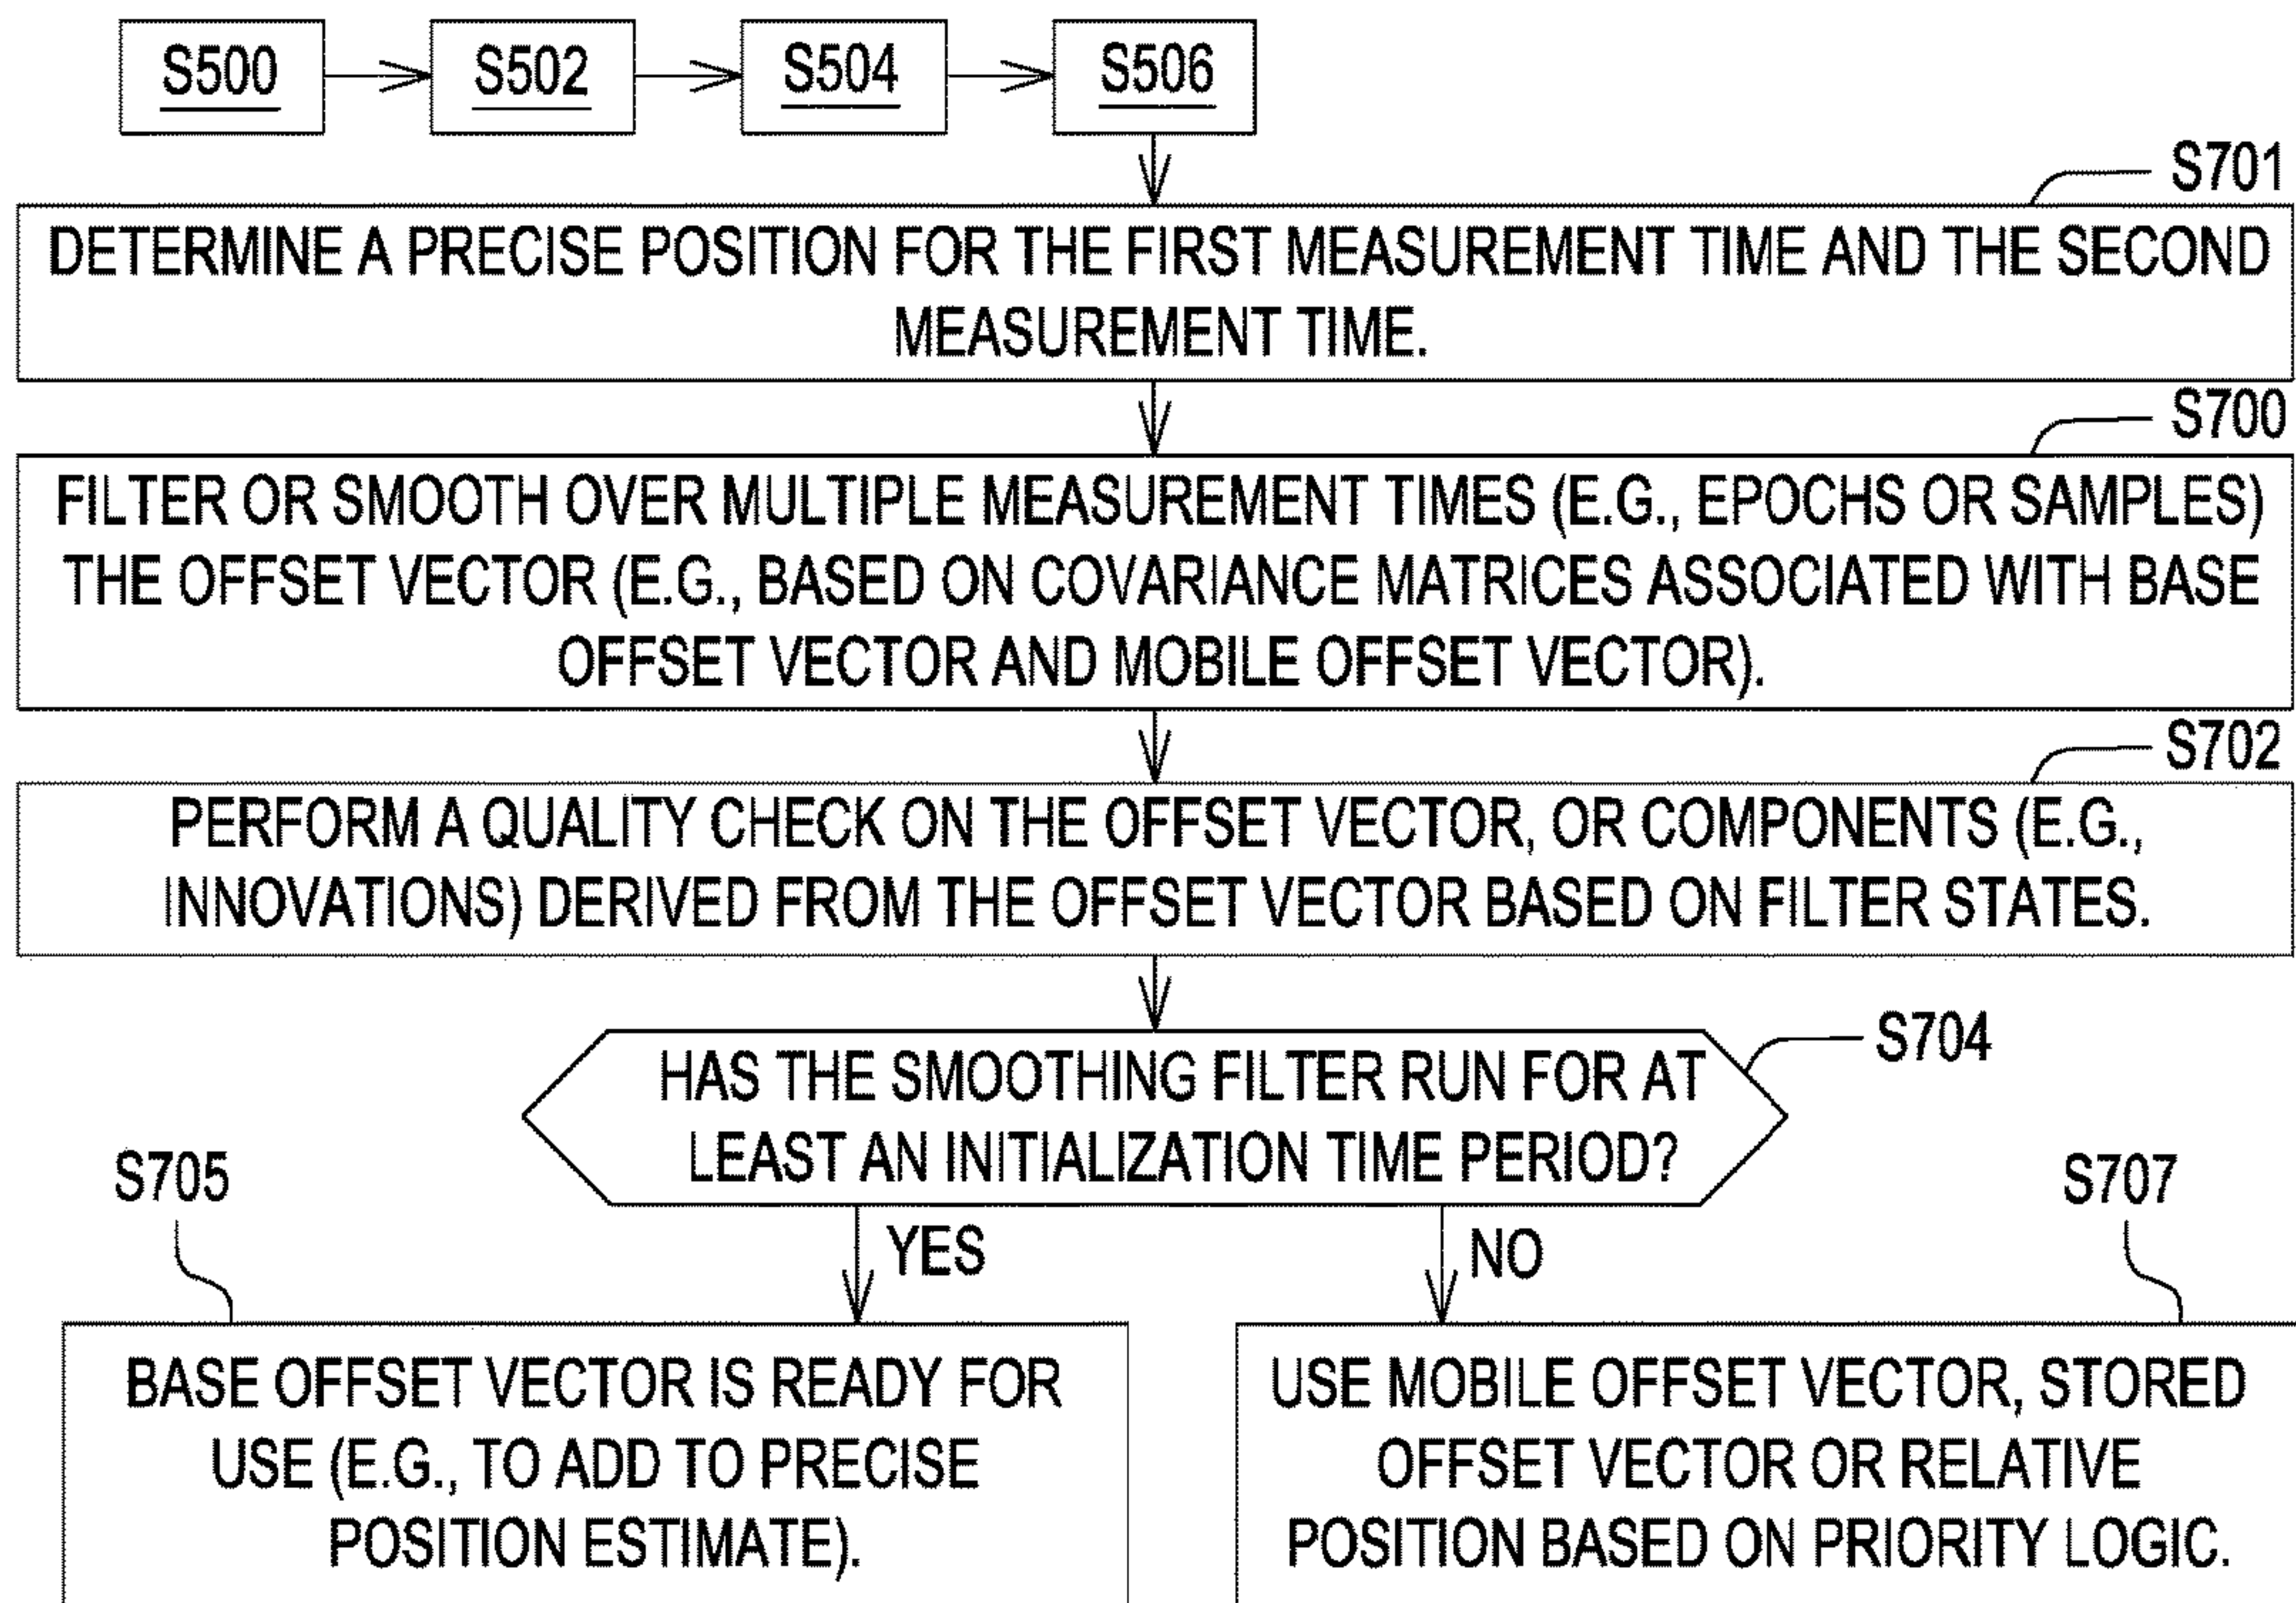 S500
S502
S504
S506
S701
DETERMINE A PRECISE POSITION FOR THE FIRST MEASUREMENT TIME AND THE SECOND
MEASUREMENT TIME.
S700
FILTER OR SMOOTH OVER MULTIPLE MEASUREMENT TIMES (E.G., EPOCHS OR SAMPLES)
THE OFFSET VECTOR (E.G., BASED ON COVARIANCE MATRICES ASSOCIATED WITH BASE
OFFSET VECTOR AND MOBILE OFFSET VECTOR).
S702
PERFORM A QUALITY CHECK ON THE OFFSET VECTOR, OR COMPONENTS (E.G.,
INNOVATIONS) DERIVED FROM THE OFFSET VECTOR BASED ON FILTER STATES.
S704
HAS THE SMOOTHING FILTER RUN FOR AT
LEAST AN INITIALIZATION TIME PERIOD?
YES
NO
S705
BASE OFFSET VECTOR IS READY FOR
USE (E.G., TO ADD TO PRECISE
POSITION ESTIMATE).
S707
USE MOBILE OFFSET VECTOR, STORED
OFFSET VECTOR OR RELATIVE
POSITION BASED ON PRIORITY LOGIC.